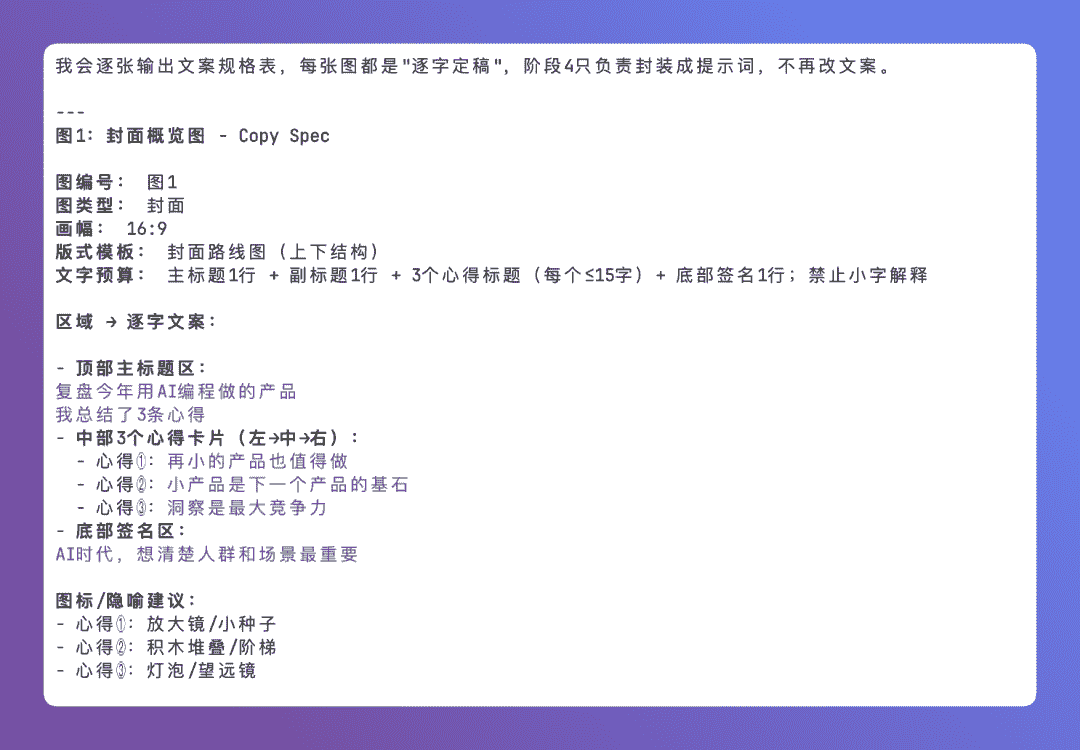 我会逐张输出文案规格表，每张图都是"逐字定稿"，阶段4只负责封装成提示词，不再改文案。
---
图1: 封面概览图 - Copy Spec
图编号： 图1
图类型： 封面
画幅： 16:9
版式模板： 封面路线图（上下结构）
文字预算： 主标题1行 + 副标题1行 + 3个心得标题（每个≤15字）+ 底部签名1行；禁止小字解释
区域 → 逐字文案：
- 顶部主标题区：
复盘今年用AI编程做的产品
我总结了3条心得
- 中部3个心得卡片（左→中→右）：
- 心得①：再小的产品也值得做
- 心得②：小产品是下一个产品的基石
- 心得③：洞察是最大竞争力
- 底部签名区：
AI时代，想清楚人群和场景最重要
图标/隐喻建议：
- 心得①：放大镜/小种子
- 心得②：积木堆叠/阶梯
- 心得③：灯泡/望远镜